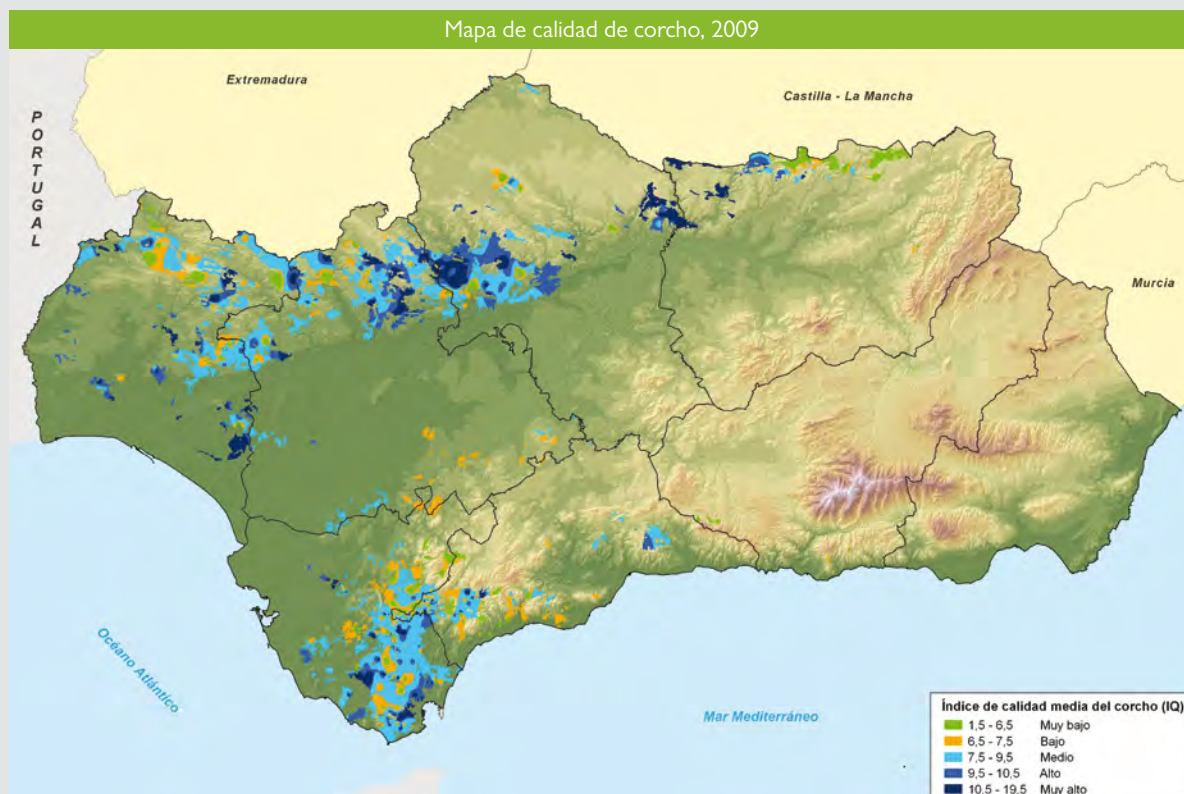 Mapa de calidad de corcho, 2009
Extremadura
Castilla - La Mancha
PORTUGAL
Murcia
Océano Atlántico
Mar Mediterráneo
Índice de calidad media del corcho (IQ)
1,5 - 6,5 Muy bajo
6,5 - 7,5 Bajo
7,5 - 9,5 Medio
9,5 - 10,5 Alto
10,5 - 19,5 Muy alto